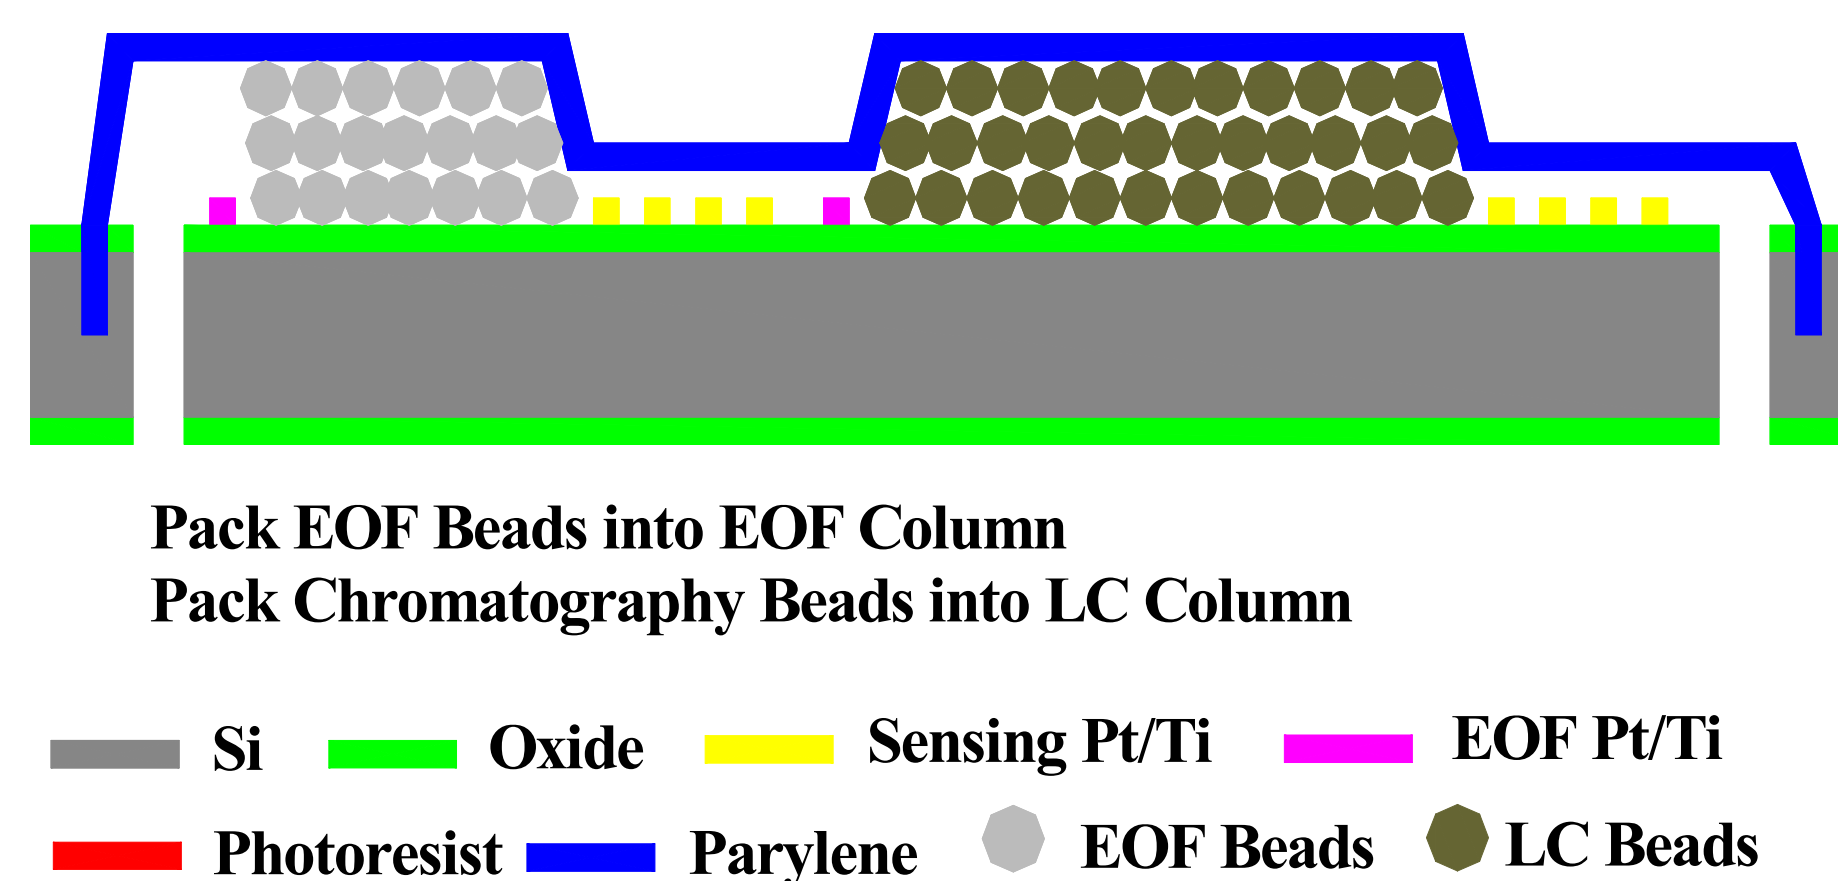 Pack EOF Beads into EOF Column
Pack Chromatography Beads into LC Column
Si Oxide Sensing Pt/Ti EOF Pt/Ti
Photoresist Parylene EOF Beads LC Beads